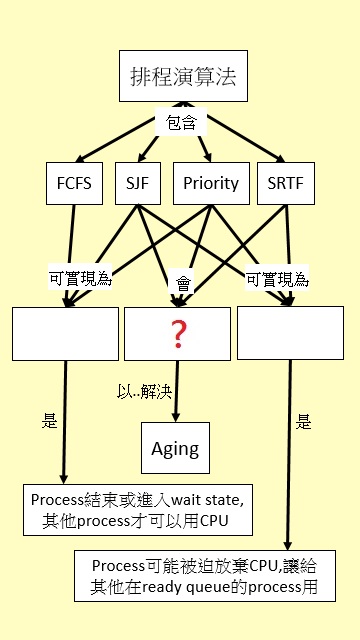 排程演算法
包含
FCFS
SJF
Priority
SRTF
可實現為
會
可實現為
?
是
以..解決
是
Aging
Process結束或進入wait state,
其他process才可以用CPU
Process可能被迫放棄CPU,讓給
其他在ready queue的process用